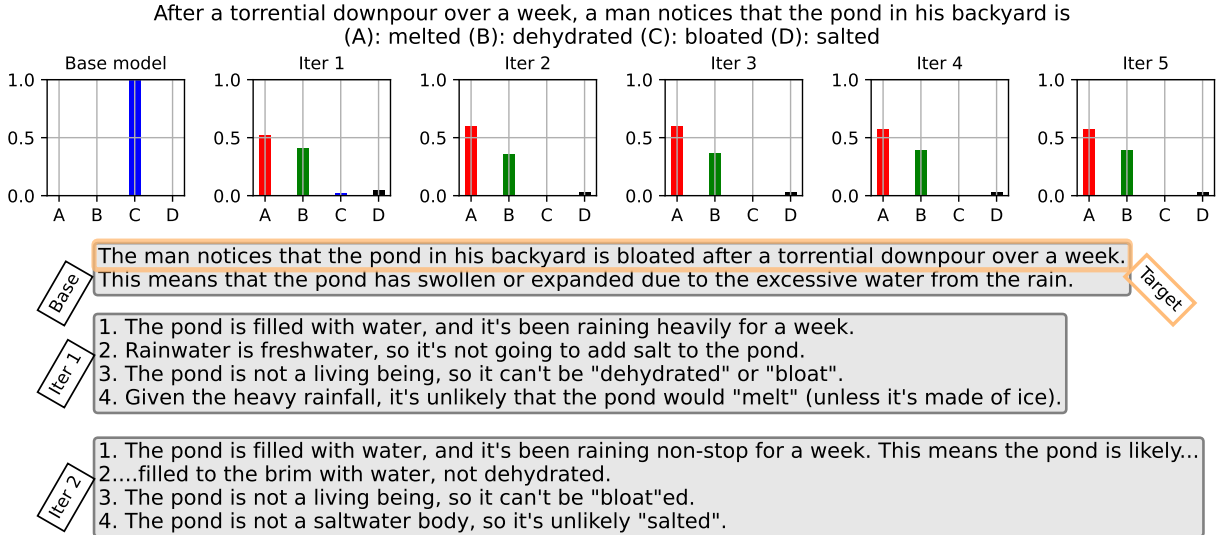 After a torrential downpour over a week, a man notices that the pond in his backyard is
(A): melted (B): dehydrated (C): bloated (D): salted
Base model
Iter 1
Iter 2
Iter 3
Iter 4
Iter 5
1.0
0.5
0.0
A B C D
1.0
0.5
0.0
A B C D
1.0
0.5
0.0
A B C D
1.0
0.5
0.0
A B C D
1.0
0.5
0.0
A B C D
1.0
0.5
0.0
A B C D
Base
The man notices that the pond in his backyard is bloated after a torrential downpour over a week.
This means that the pond has swollen or expanded due to the excessive water from the rain.
Target
Iter 1
1. The pond is filled with water, and it's been raining heavily for a week.
2. Rainwater is freshwater, so it's not going to add salt to the pond.
3. The pond is not a living being, so it can't be "dehydrated" or "bloat".
4. Given the heavy rainfall, it's unlikely that the pond would "melt" (unless it's made of ice).
Iter 2
1. The pond is filled with water, and it's been raining non-stop for a week. This means the pond is likely...
2....filled to the brim with water, not dehydrated.
3. The pond is not a living being, so it can't be "bloat"ed.
4. The pond is not a saltwater body, so it's unlikely "salted".